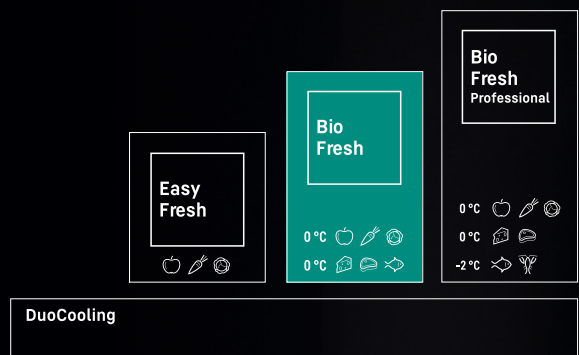 Bio
Fresh
Professional
Bio
Fresh
Easy
Fresh
0 °C
0 °C
0 °C
0 °C
-2 °C
DuoCooling